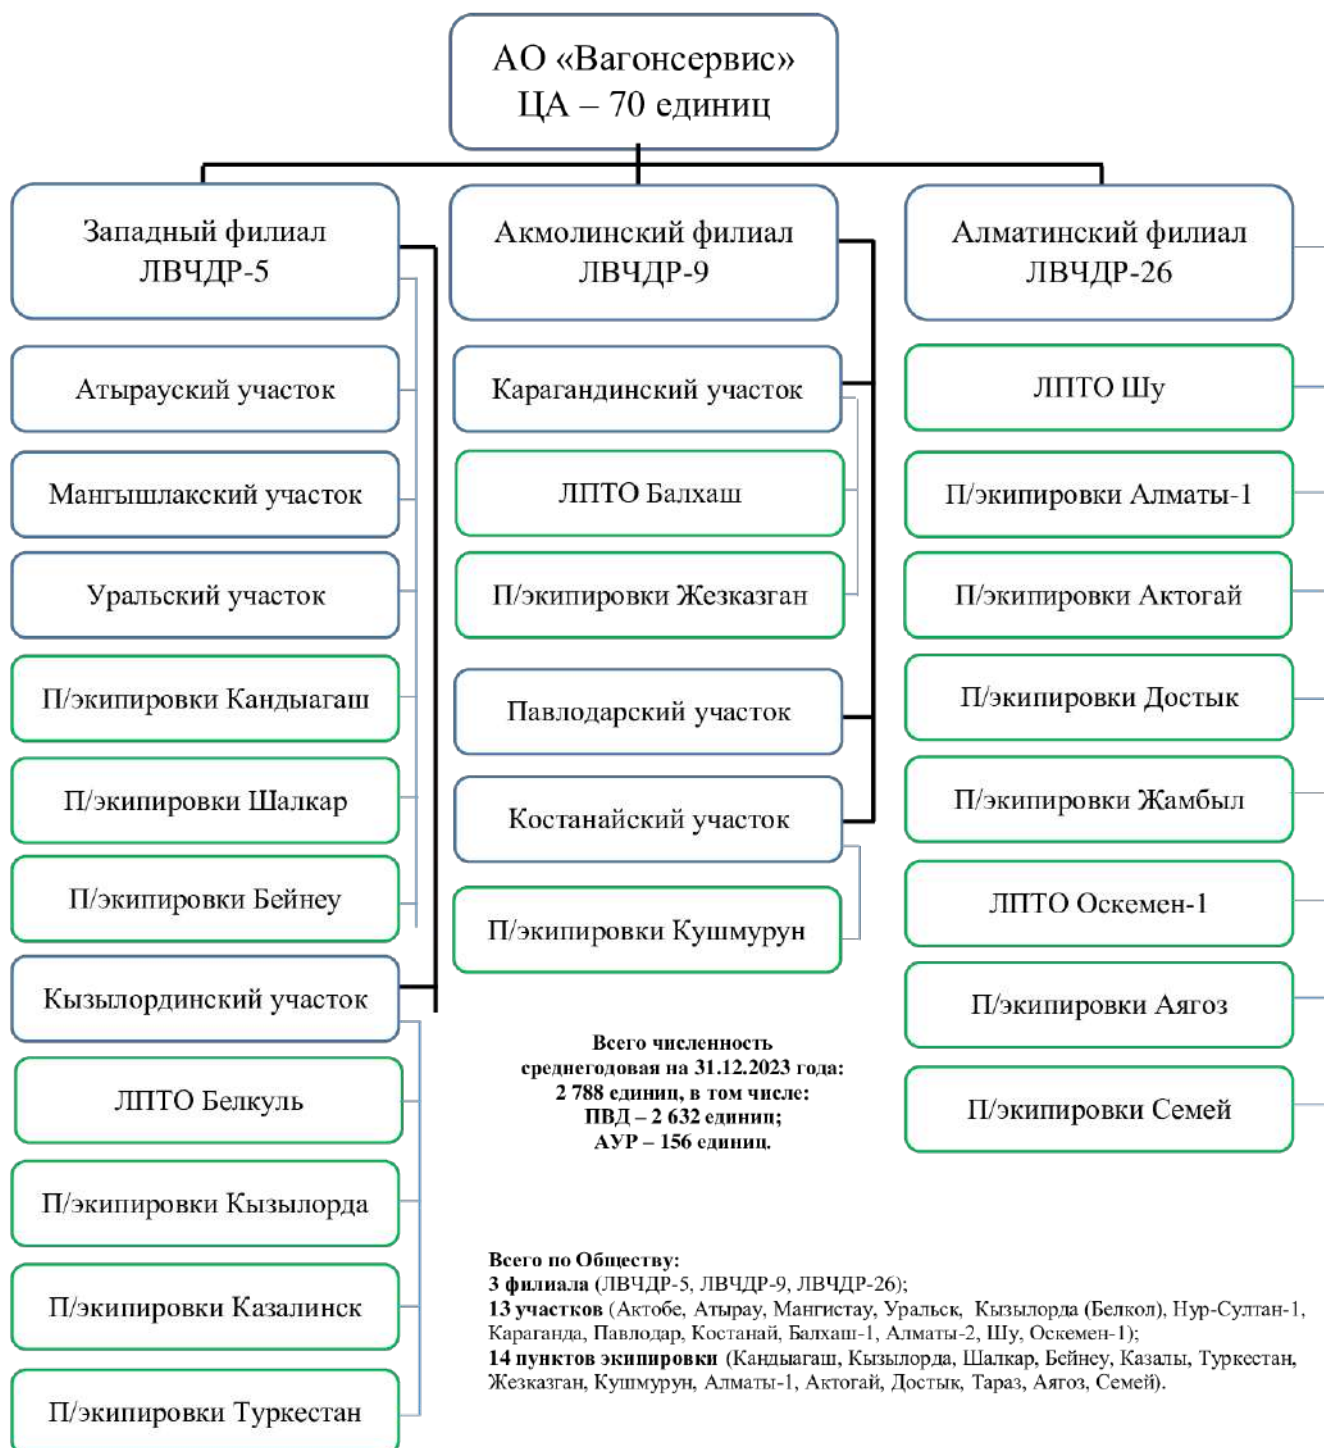 АО «Вагонсервис»
ЦА – 70 единиц
Западный филиал
ЛВЧДР-5
Атырауский участок
Мангышлакский участок
Уральский участок
П/экипировки Кандыагаш
П/экипировки Шалкар
П/экипировки Бейнеу
Кызылординский участок
ЛПТО Белкуль
П/экипировки Кызылорда
П/экипировки Казалинск
П/экипировки Туркестан
Акмолинский филиал
ЛВЧДР-9
Карагандинский участок
ЛПТО Балхаш
П/экипировки Жезказган
Павлодарский участок
Костанайский участок
П/экипировки Кушмурун
Алматинский филиал
ЛВЧДР-26
ЛПТО Шу
П/экипировки Алматы-1
П/экипировки Актогай
П/экипировки Достык
П/экипировки Жамбыл
ЛПТО Оскемен-1
П/экипировки Аягоз
П/экипировки Семей
Всего численность
среднегодовая на 31.12.2023 года:
2 788 единиц, в том числе:
ПВД – 2 632 единиц;
АУР – 156 единиц.
Всего по Обществу:
3 филиала (ЛВЧДР-5, ЛВЧДР-9, ЛВЧДР-26);
13 участков (Актобе, Атырау, Мангистау, Уральск, Кызылорда (Белкол), Нур-Султан-1,
Караганда, Павлодар, Костанай, Балхаш-1, Алматы-2, Шу, Оскемен-1);
14 пунктов экипировки (Кандыагаш, Кызылорда, Шалкар, Бейнеу, Казалы, Туркестан,
Жезказган, Кушмурун, Алматы-1, Актогай, Достык, Тараз, Аягоз, Семей).